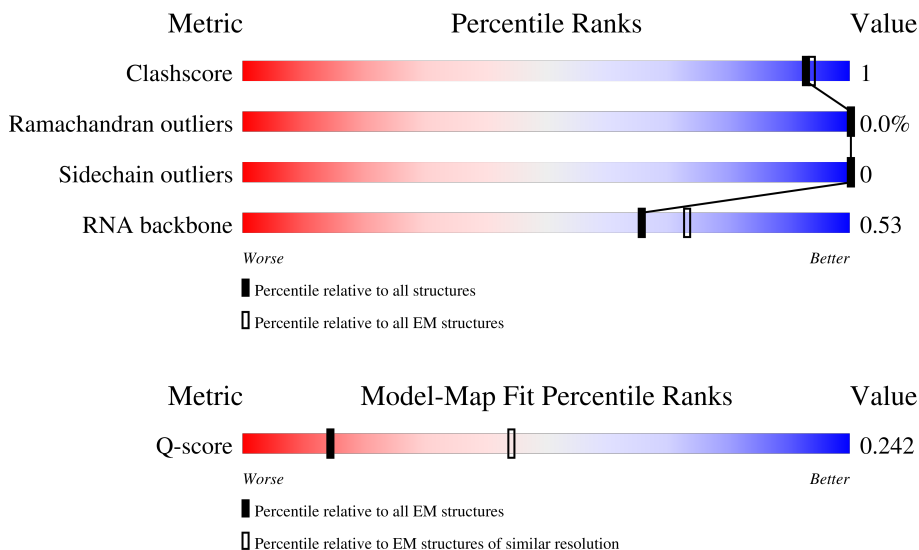 Metric Percentile Ranks Value
Clashscore 1
Ramachandran outliers 0.0%
Sidechain outliers 0
RNA backbone 0.53
Worse Better
Percentile relative to all structures
Percentile relative to all EM structures
Metric Model-Map Fit Percentile Ranks Value
Q-score 0.242
Worse Better
Percentile relative to all EM structures
Percentile relative to EM structures of similar resolution